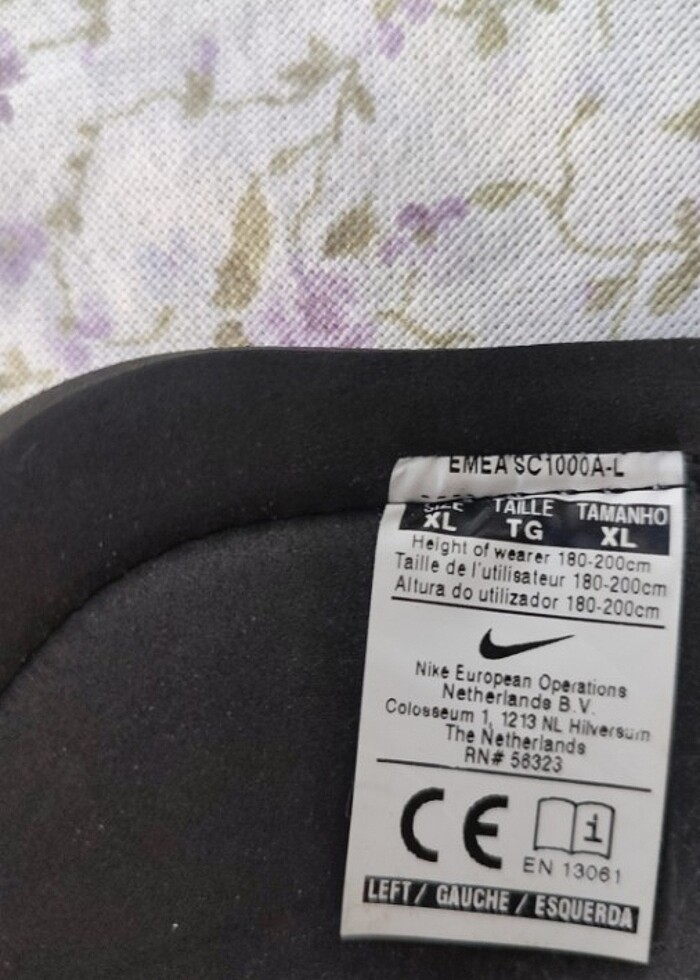 EMEA SC1000A-L
SIZE TAILLE TAMANHO
XL TG XL
Height of wearer 180-200cm
Taille de l'utilisateur 180-200cm
Altura do utilizador 180-200cm
Nike European Operations
Netherlands B.V.
Colosseum 1, 1213 NL Hilversum
The Netherlands
RN# 56323
CE i
EN 13061
LEFT / GAUCHE / ESQUERDA